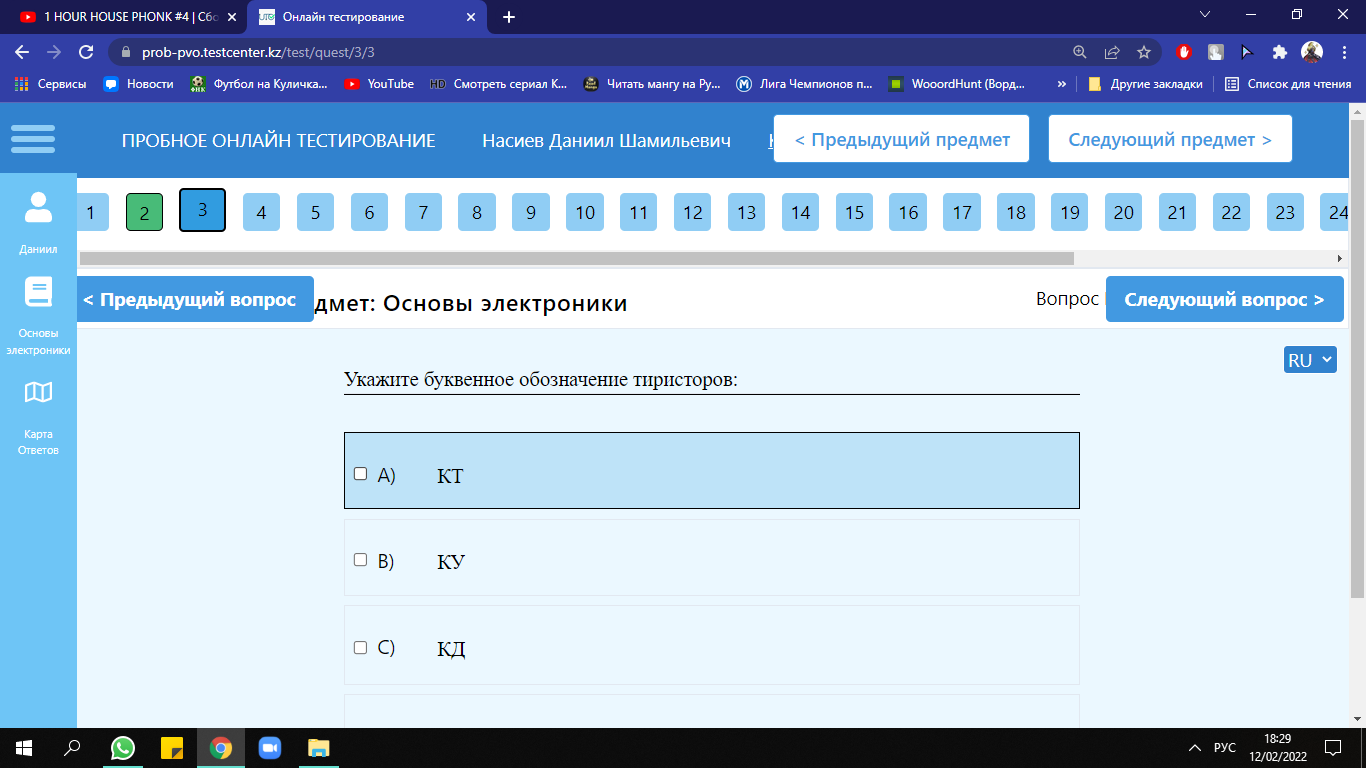 1 HOUR HOUSE PHONK #4 | Сбо
Онлайн тестирование
prob-pvo.testcenter.kz/test/quest/3/3
Сервисы
Новости
Футбол на Куличка...
YouTube
HD Смотреть сериал К...
Читать мангу на Ру...
Лига Чемпионов п...
WooordHunt (Ворд...
»
Другие закладки
Список для чтения
ПРОБНОЕ ОНЛАЙН ТЕСТИРОВАНИЕ
Насиев Даниил Шамильевич
< Предыдущий предмет
Следующий предмет >
1 2 3 4 5 6 7 8 9 10 11 12 13 14 15 16 17 18 19 20 21 22 23 24
Даниил
Основы
электроники
Карта
Ответов
< Предыдущий вопрос
дмет: Основы электроники
Вопрос
Следующий вопрос >
RU
Укажите буквенное обозначение тиристоров:
A) КТ
B) КУ
C) КД
РУС
18:29
12/02/2022